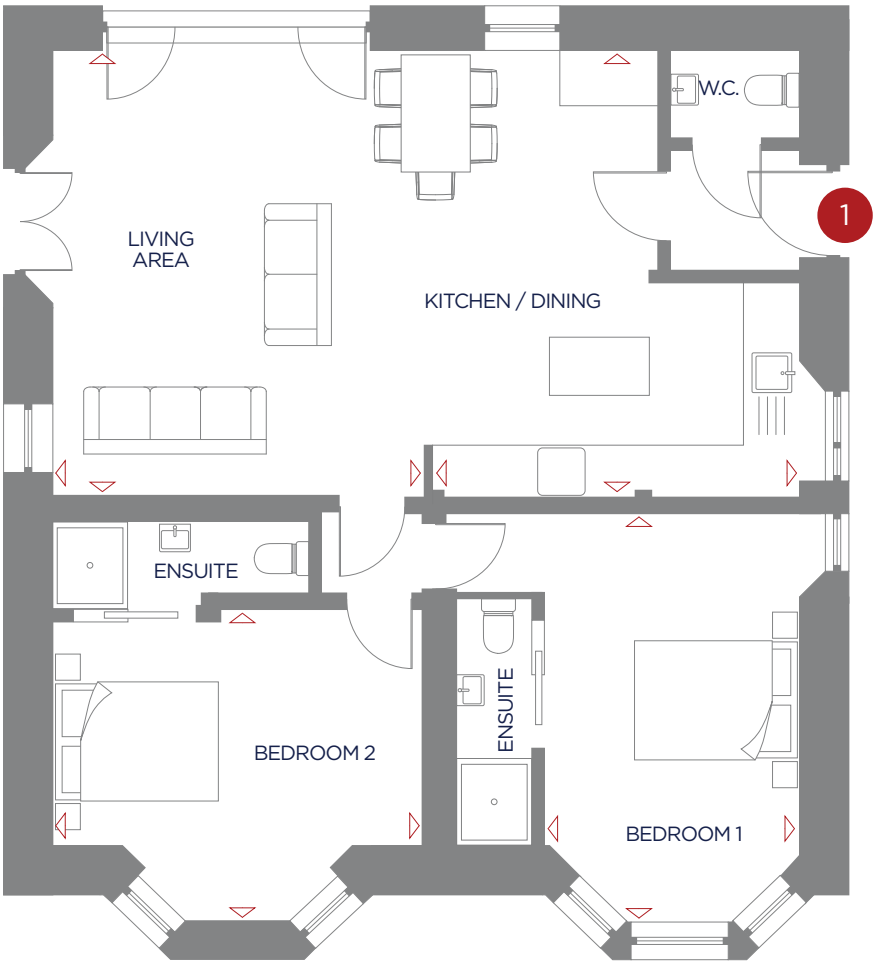 W.C.
1
LIVING
AREA
KITCHEN / DINING
ENSUITE
ENSUITE
BEDROOM 2
BEDROOM 1